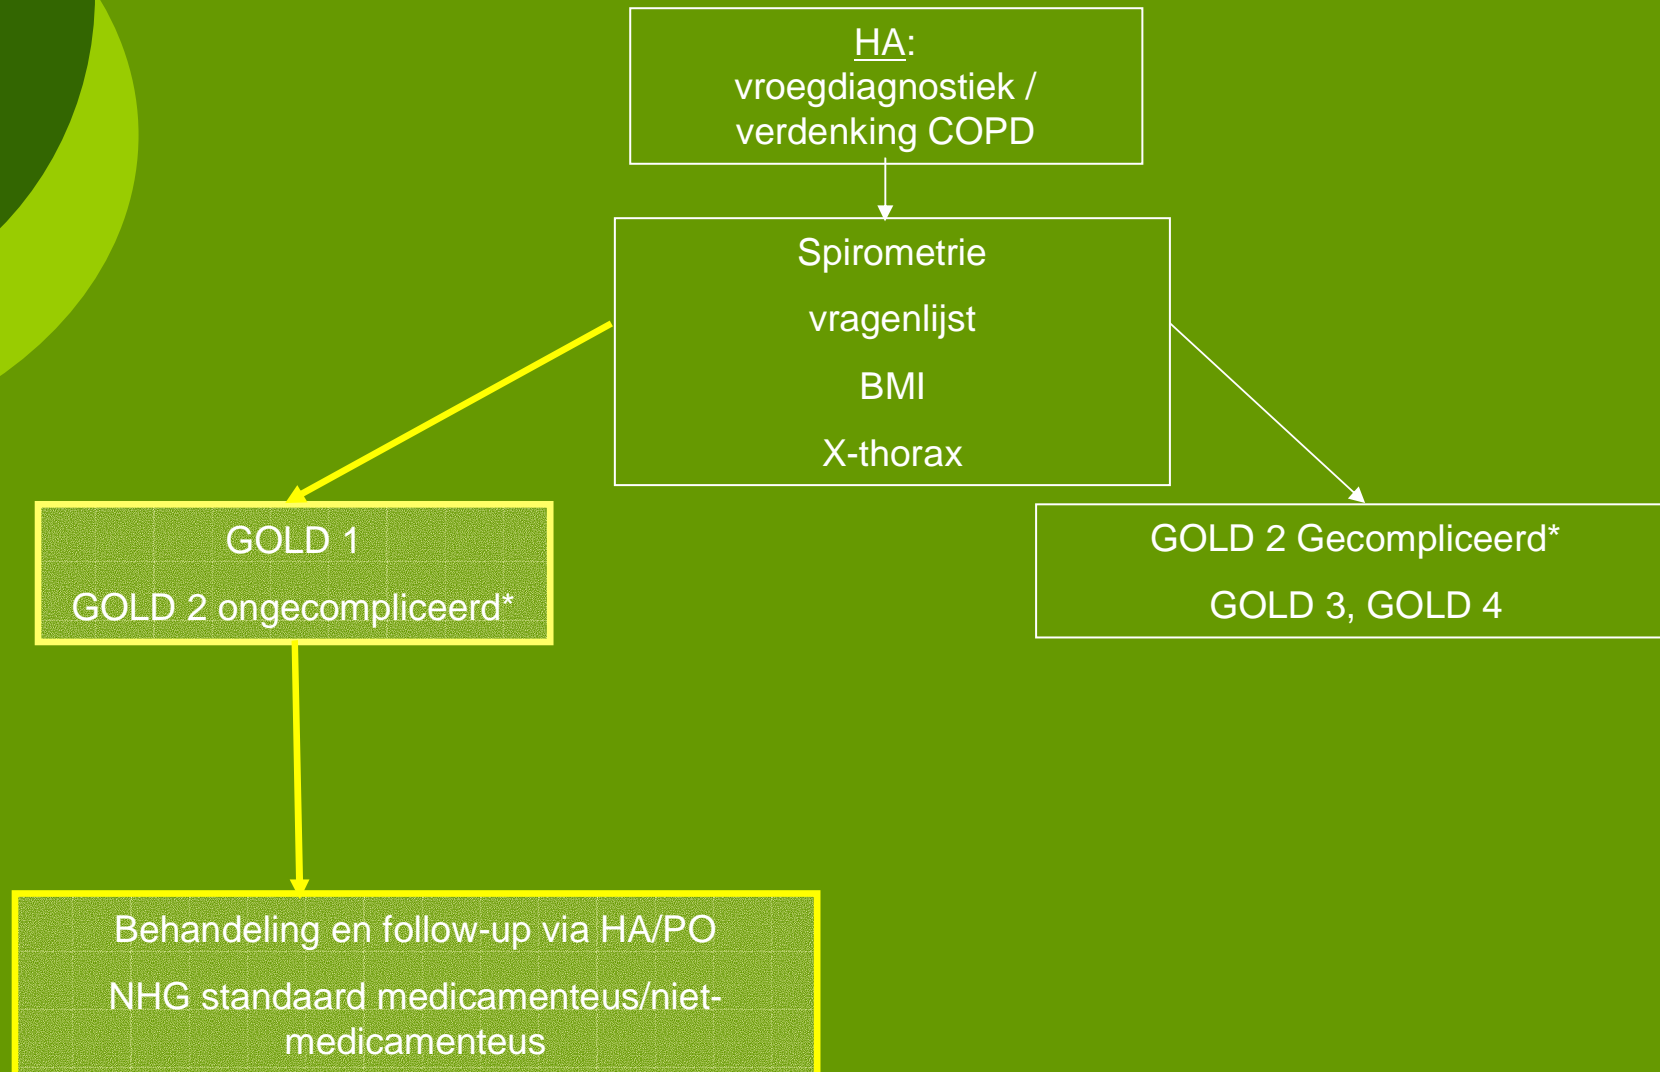 HA:
vroegdiagnostiek /
verdenking COPD
Spirometrie
vragenlijst
BMI
X-thorax
GOLD 1
GOLD 2 ongecompliceerd*
GOLD 2 Gecompliceerd*
GOLD 3, GOLD 4
Behandeling en follow-up via HA/PO
NHG standaard medicamenteus/niet-
medicamenteus